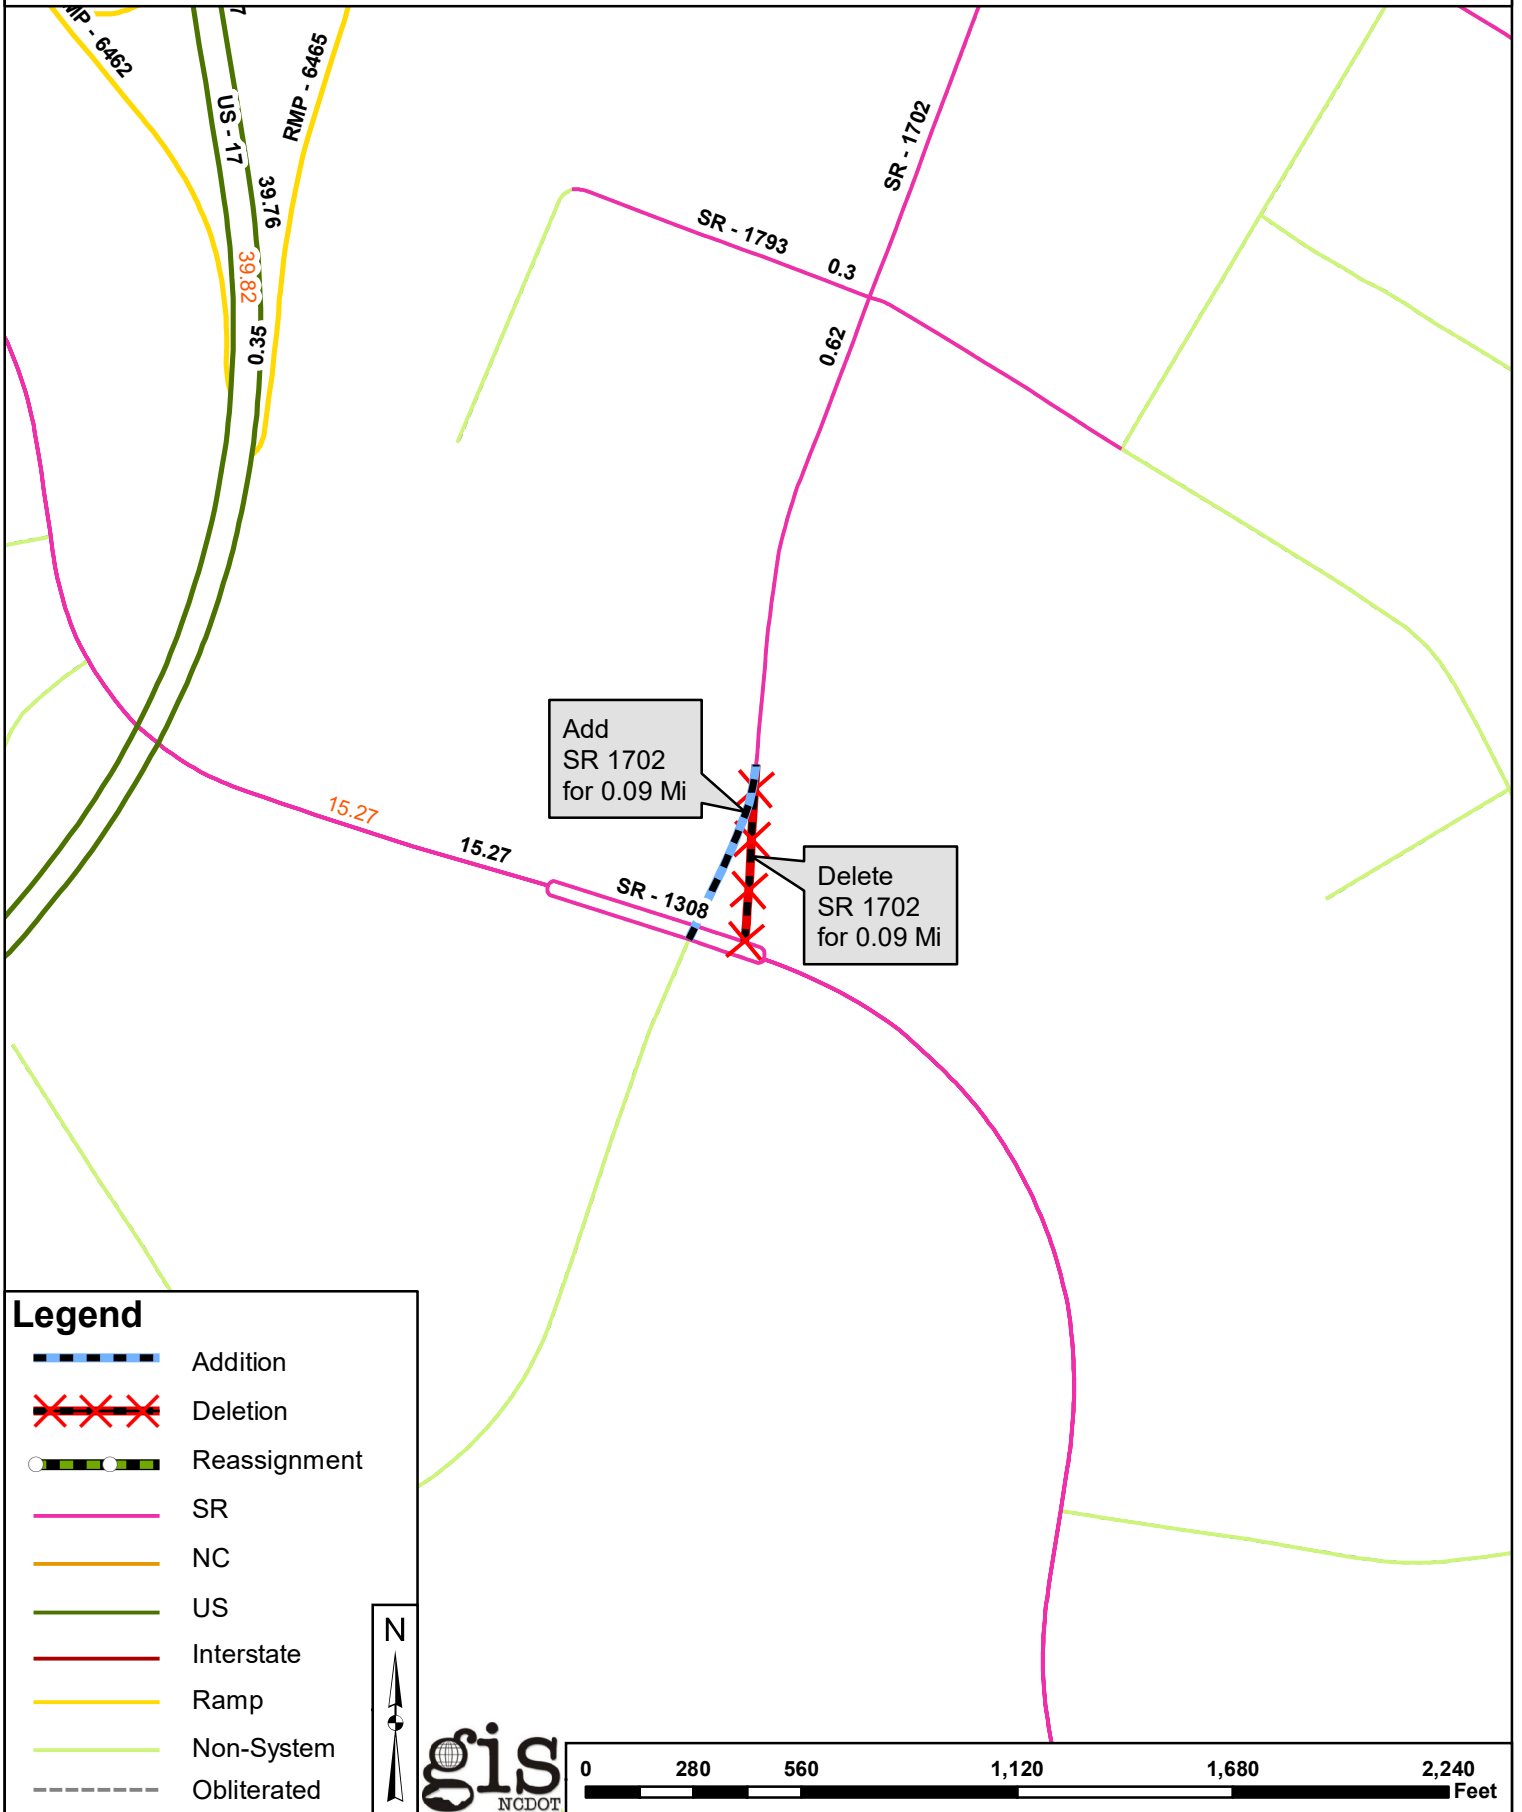 7
MP - 6462
RMP - 6465
US - 17
39.76
39.82
0.35
SR - 1702
SR - 1793
0.3
0.62
Add
SR 1702
for 0.09 Mi
15.27
15.27
SR - 1308
Delete
SR 1702
for 0.09 Mi
Legend
Addition
Deletion
Reassignment
SR
NC
US
Interstate
Ramp
Non-System
Obliterated
N
gis
NCDOT
0 280 560 1,120 1,680 2,240
Feet